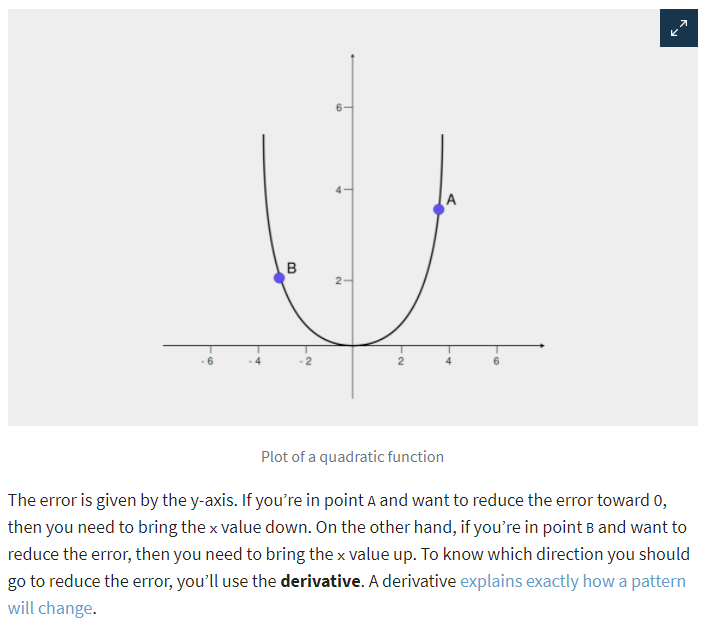 6
4
A
B
2
- 6
- 4
- 2
2
4
6
Plot of a quadratic function
The error is given by the y-axis. If you’re in point A and want to reduce the error toward 0,
then you need to bring the x value down. On the other hand, if you’re in point B and want to
reduce the error, then you need to bring the x value up. To know which direction you should
go to reduce the error, you’ll use the derivative. A derivative explains exactly how a pattern
will change.